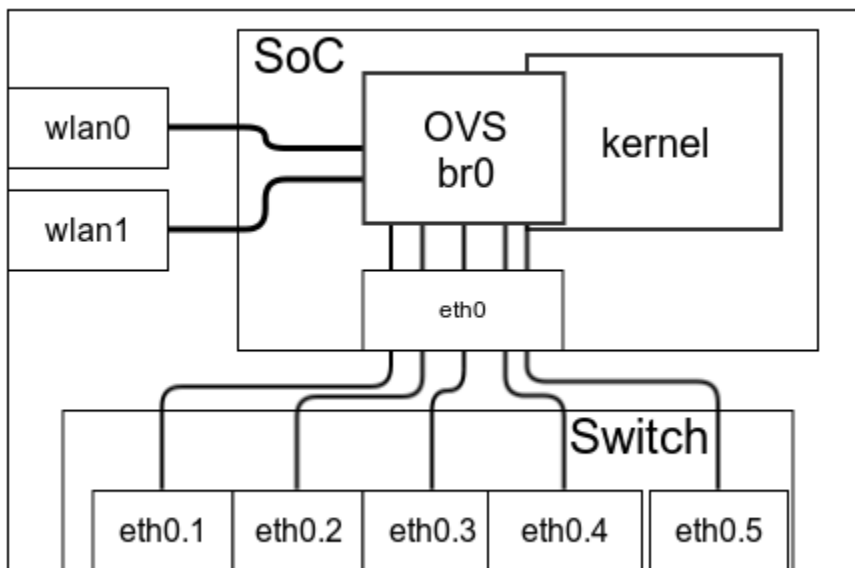 SoC
wlan0
OVS
br0
kernel
wlan1
eth0
Switch
eth0.1
eth0.2
eth0.3
eth0.4
eth0.5